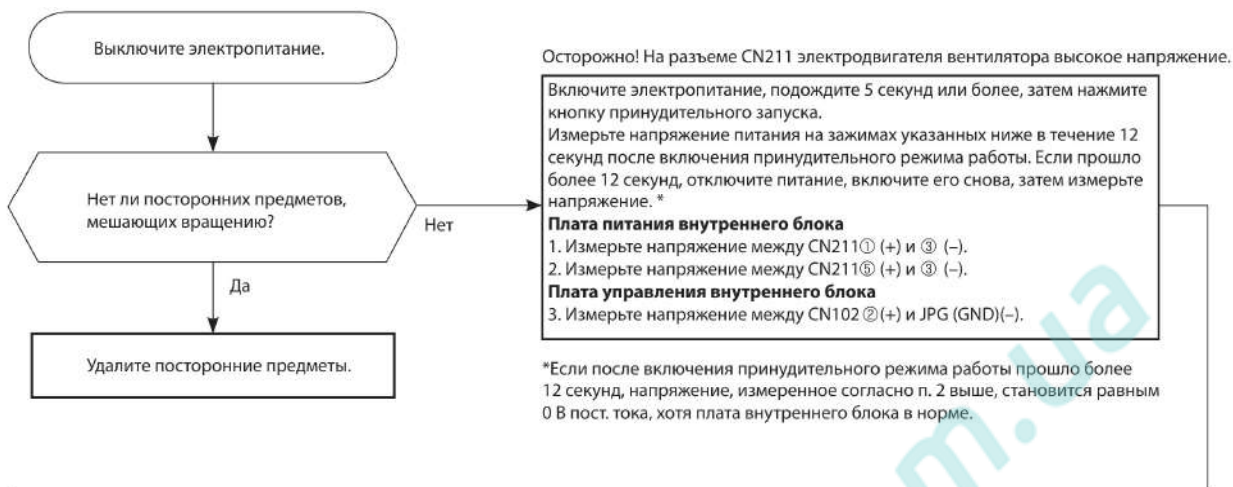 Выключите электропитание.
Нет ли посторонних предметов,
мешающих вращению?
Нет
Да
Удалите посторонние предметы.
Осторожно! На разъеме CN211 электродвигателя вентилятора высокое напряжение.
Включите электропитание, подождите 5 секунд или более, затем нажмите
кнопку принудительного запуска.
Измерьте напряжение питания на зажимах указанных ниже в течение 12
секунд после включения принудительного режима работы. Если прошло
более 12 секунд, отключите питание, включите его снова, затем измерьте
напряжение. *
Плата питания внутреннего блока
1. Измерьте напряжение между CN211① (+) и ③ (–).
2. Измерьте напряжение между CN211⑤ (+) и ③ (–).
Плата управления внутреннего блока
3. Измерьте напряжение между CN102 ②(+) и JPG (GND)(–).
*Если после включения принудительного режима работы прошло более
12 секунд, напряжение, измеренное согласно п. 2 выше, становится равным
0 В пост. тока, хотя плата внутреннего блока в норме.
m.ua